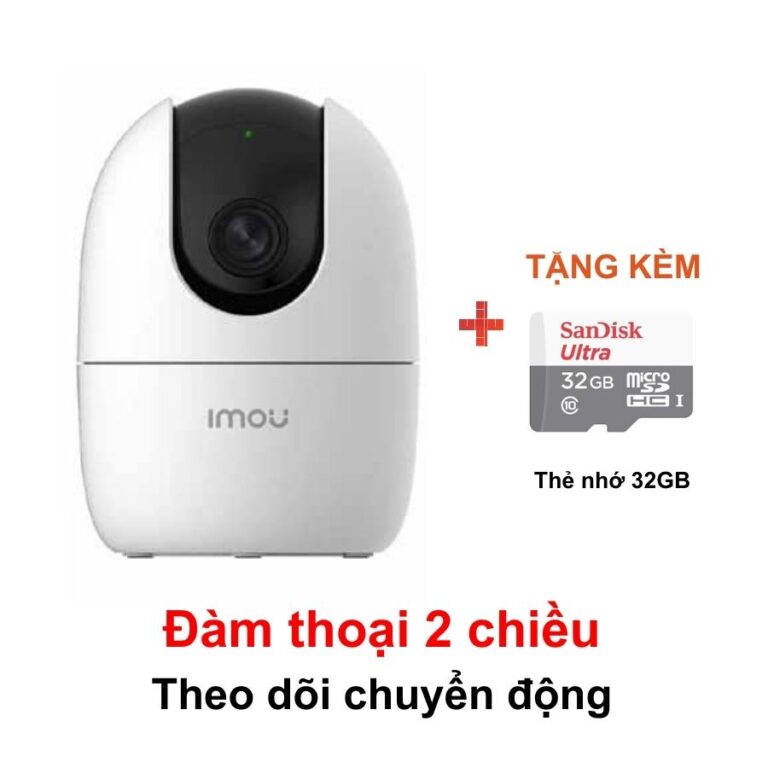 imou
TẶNG KÈM
SanDisk
Ultra
32GB micro
SD
10 HC I
Thẻ nhớ 32GB
Đàm thoại 2 chiều
Theo dõi chuyển động